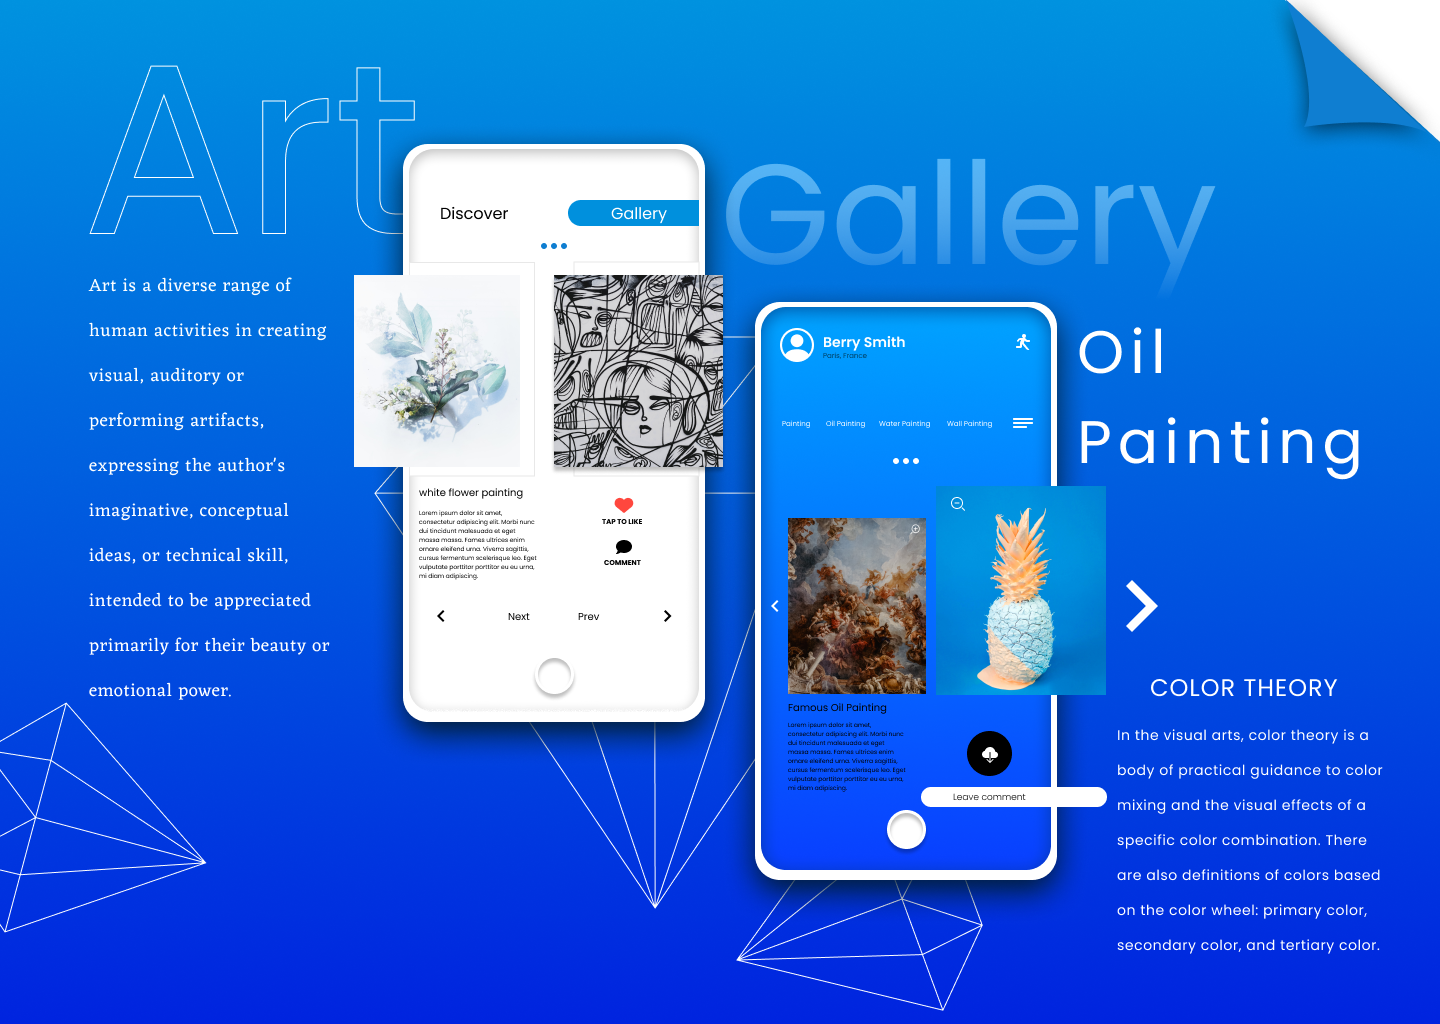 Art
Gallery
Art is a diverse range of
human activities in creating
visual, auditory or
performing artifacts,
expressing the author's
imaginative, conceptual
ideas, or technical skill,
intended to be appreciated
primarily for their beauty or
emotional power.
Discover
Gallery
white flower painting
Lorem ipsum dolor sit amet,
consectetur adipiscing elit. Morbi nunc
dui tincidunt malesuada et eget
massa massa. Fames ultrices enim
ornare eleifend urna. Viverra sagittis,
cursus fermentum scelerisque leo. Eget
vulputate porttitor porttitor eu eu urna,
mi diam adipiscing.
TAP TO LIKE
COMMENT
Next
Prev
Berry Smith
Paris, France
Painting
Oil Painting
Water Painting
Wall Painting
Famous Oil Painting
Lorem ipsum dolor sit amet,
consectetur adipiscing elit. Morbi nunc
dui tincidunt malesuada et eget
massa massa. Fames ultrices enim
ornare eleifend urna. Viverra sagittis,
cursus fermentum scelerisque leo. Eget
vulputate porttitor porttitor eu eu urna,
mi diam adipiscing.
Leave comment
Oil
Painting
COLOR THEORY
In the visual arts, color theory is a
body of practical guidance to color
mixing and the visual effects of a
specific color combination. There
are also definitions of colors based
on the color wheel: primary color,
secondary color, and tertiary color.